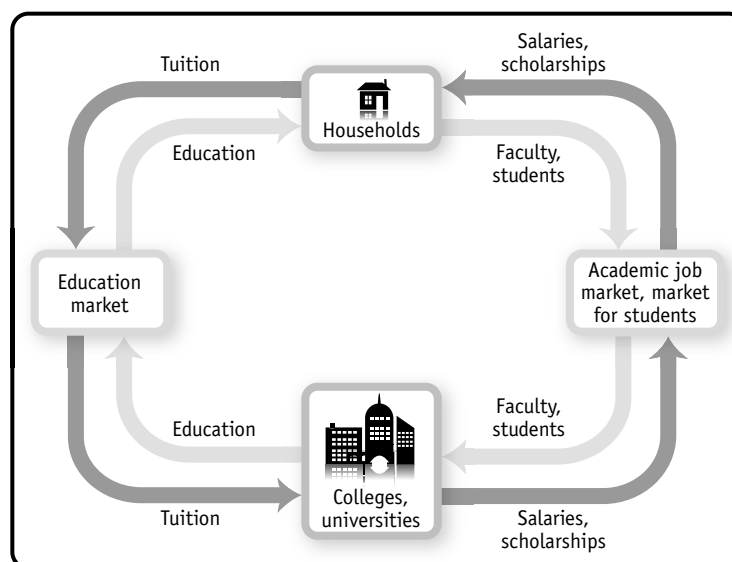 Salaries,
scholarships
Tuition
Households
Education
Faculty,
students
Education
market
Academic job
market, market
for students
Education
Faculty,
students
Tuition
Colleges,
universities
Salaries,
scholarships